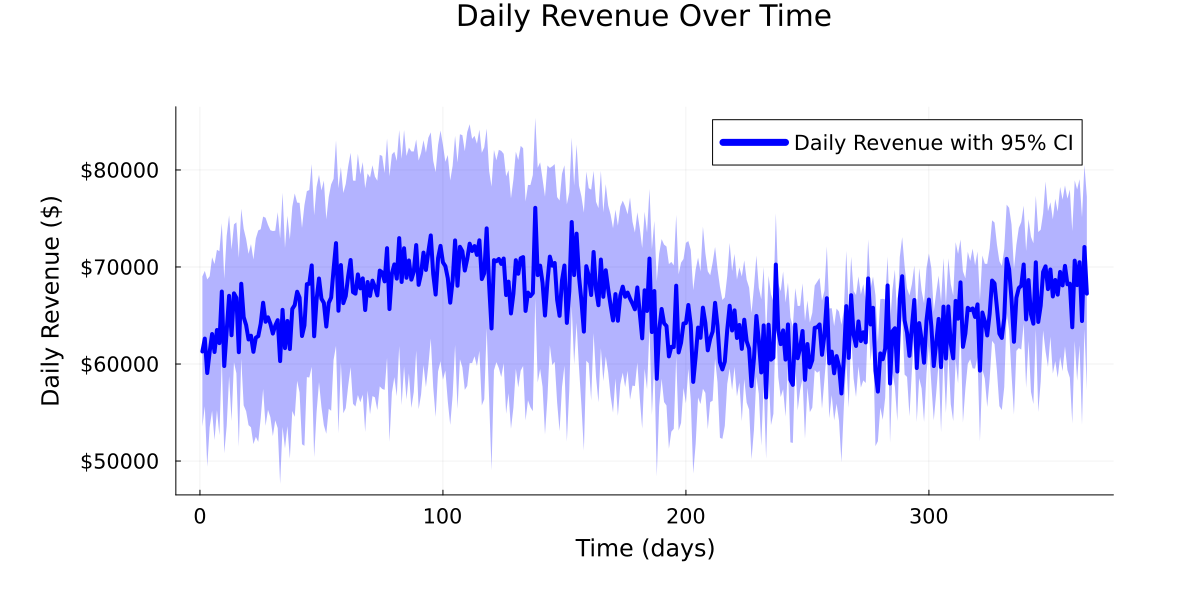 Daily Revenue Over Time
Daily Revenue with 95% CI
Daily Revenue ($)
$80000
$70000
$60000
$50000
0 100 200 300
Time (days)